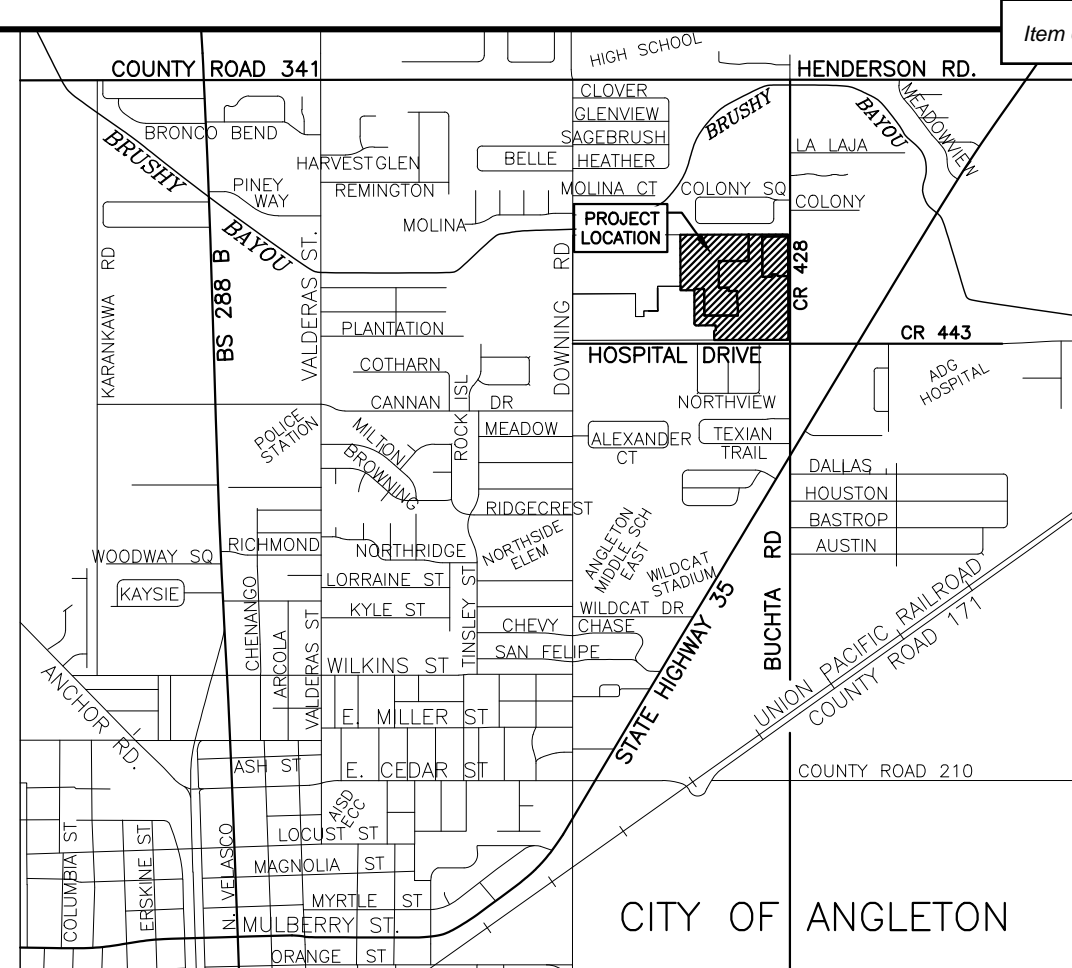 Item
HIGH SCHOOL
COUNTY ROAD 341
HENDERSON RD.
CLOVER
GLENVIEW
SAGEBRUSH
HEATHER
BRUSHY
BAYOU
MEADOWVIEW
BRONCO BEND
BRUSHY
HARVEST GLEN
BELLE
LA LAJA
PINEY
WAY
REMINGTON
MOLINA CT
COLONY SQ
COLONY
MOLINA
PROJECT
LOCATION
BAYOU
KARANKAWA RD
BS 288 B
VALDERAS ST.
DOWNING RD
CR 428
PLANTATION
CR 443
HOSPITAL DRIVE
COTHARN
ADG
HOSPITAL
CANNAN DR
ROCK ISL
NORTHVIEW
POLICE
STATION
MILTON
BROWNING
MEADOW
ALEXANDER
CT
TEXIAN
TRAIL
DALLAS
HOUSTON
BASTROP
AUSTIN
RIDGECREST
WOODWAY SQ
RICHMOND
NORTHRIDGE
NORTHSIDE
ELEM
ANGLETON
MIDDLE SCH
EAST
WILDCAT
STADIUM
BUCHTA RD
KAYSIE
LORRAINE ST
KYLE ST
TINSLEY ST
WILDCAT DR
CHEVY CHASE
SAN FELIPE
CHENANGO
ARCOLA
VALDERAS ST
WILKINS ST
STATE HIGHWAY 35
UNION PACIFIC RAILROAD
COUNTY ROAD 171
ANCHOR RD.
E. MILLER ST
ASH ST
E. CEDAR ST
COUNTY ROAD 210
AISD
ECC
LOCUST ST
COLUMBIA ST
ERSKINE ST
N. VELASCO
MAGNOLIA ST
MYRTLE ST
MULBERRY ST.
ORANGE ST
CITY OF ANGLETON